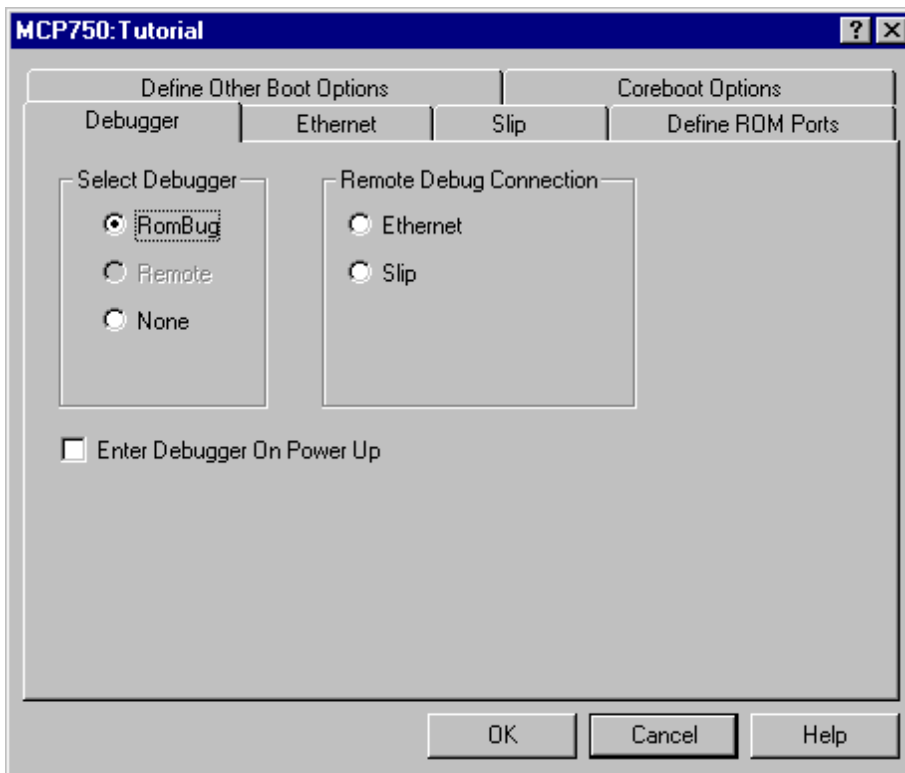 MCP750:Tutorial
Define Other Boot Options
Coreboot Options
Debugger
Ethernet
Slip
Define ROM Ports
Select Debugger
RomBug
Remote
None
Remote Debug Connection
Ethernet
Slip
Enter Debugger On Power Up
OK
Cancel
Help